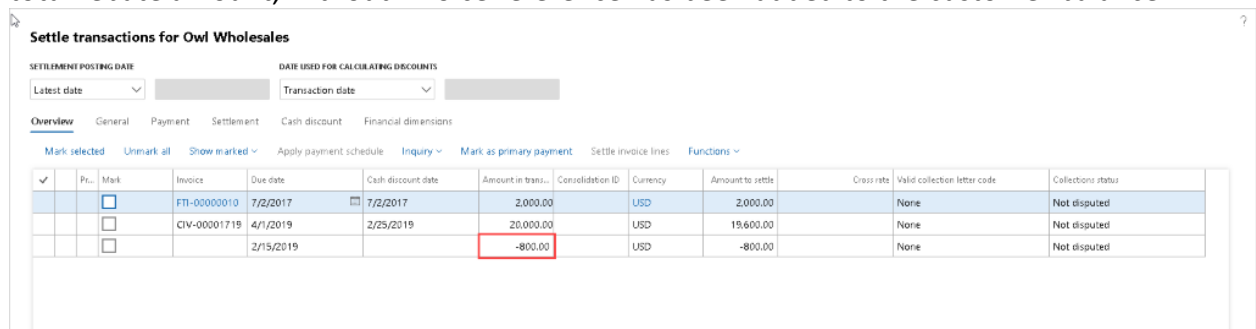 ?
Settle transactions for Owl Wholesales
SETTLEMENT POSTING DATE DATE USED FOR CALCULATING DISCOUNTS
Latest date Transaction date
Overview General Payment Settlement Cash discount Financial dimensions
Mark selected Unmark all Show marked Apply payment schedule Inquiry Mark as primary payment Settle invoice lines Functions
Pr... Mark Invoice Due date Cash discount date Amount in trans... Consolidation ID Currency Amount to settle Cross rate Valid collection letter code Collections status
FTI-00000010 7/2/2017 7/2/2017 2,000.00 USD 2,000.00 None Not disputed
CIV-00001719 4/1/2019 2/25/2019 20,000.00 USD 19,600.00 None Not disputed
2/15/2019 -800.00 USD -800.00 None Not disputed